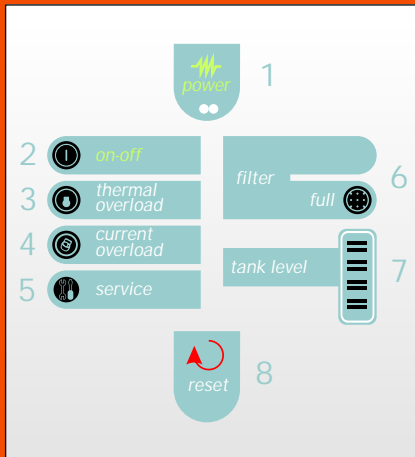 power
1
2
on-off
3
thermal
overload
4
current
overload
5
service
filter
full
6
tank level
7
reset
8